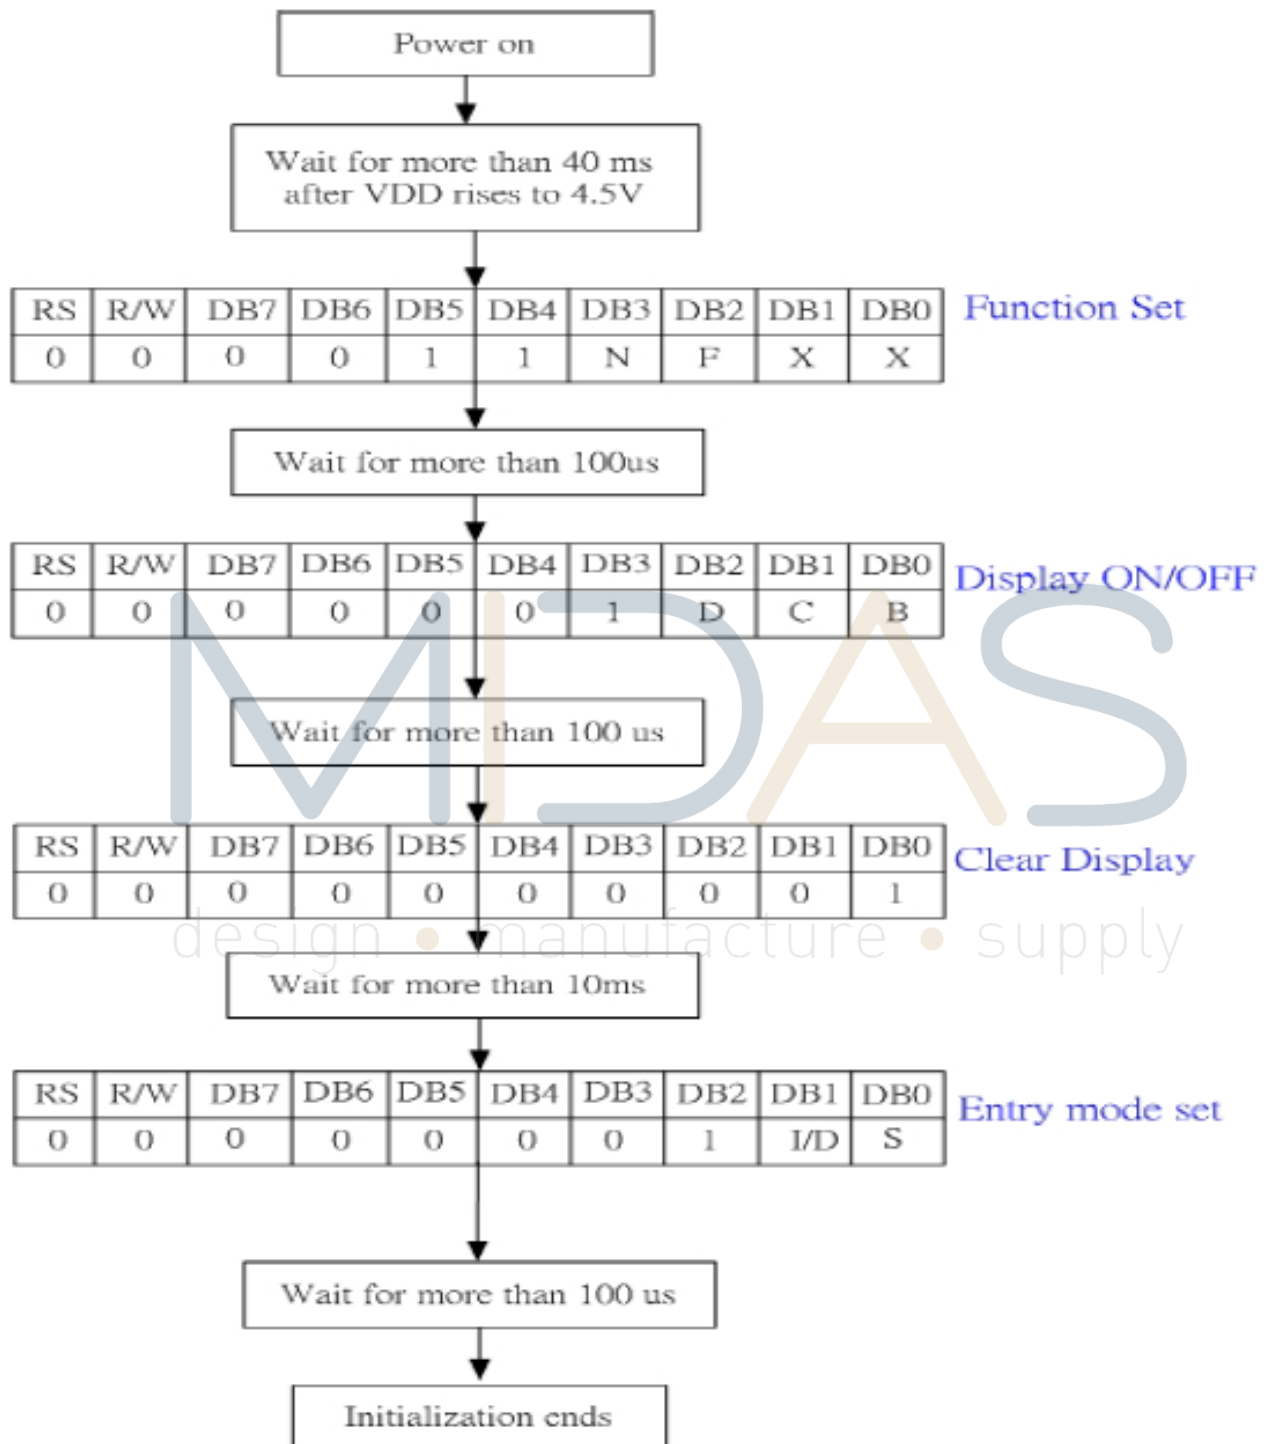 Power on
Wait for more than 40 ms
after VDD rises to 4.5V
RS R/W DB7 DB6 DB5 DB4 DB3 DB2 DB1 DB0
Function Set
0 0 0 0 1 1 N F X X
Wait for more than 100us
RS R/W DB7 DB6 DB5 DB4 DB3 DB2 DB1 DB0
Display ON/OFF
0 0 0 0 0 0 1 D C B
MIDAS
Wait for more than 100 us
RS R/W DB7 DB6 DB5 DB4 DB3 DB2 DB1 DB0
Clear Display
0 0 0 0 0 0 0 0 0 1
design • manufacture • supply
Wait for more than 10ms
RS R/W DB7 DB6 DB5 DB4 DB3 DB2 DB1 DB0
Entry mode set
0 0 0 0 0 0 0 1 I/D S
Wait for more than 100 us
Initialization ends